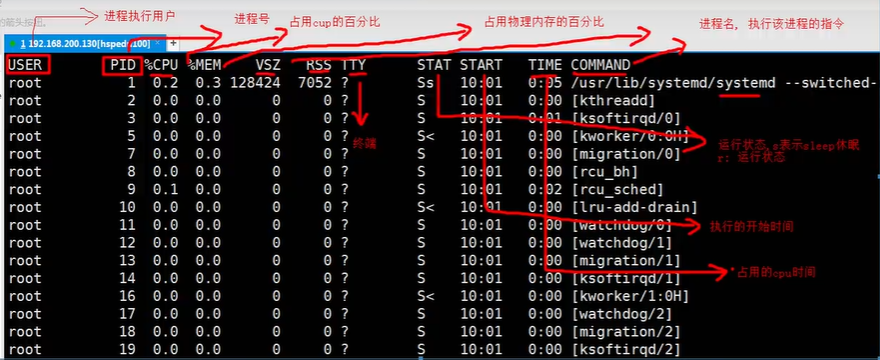 的箭头按出。
进程执行用户
进程号
占用cup的百分比
占用物理内存的百分比
进程名, 执行该进程的指令
1 192.168.200.130[hspedu100]
USER PID %CPU %MEM VSZ RSS TTY STAT START TIME COMMAND
root 1 0.2 0.3 128424 7052 ? Ss 10:01 0:05 /usr/lib/systemd/systemd --switched-
root 2 0.0 0.0 0 0 ? S 10:01 0:00 [kthreadd]
root 3 0.0 0.0 0 0 ? S 10:01 0:01 [ksoftirqd/0]
root 5 0.0 0.0 0 0 ? S< 10:01 0:00 [kworker/0:0H]
root 7 0.0 0.0 0 0 ? S 10:01 0:00 [migration/0]
root 8 0.0 0.0 0 0 ? S 10:01 0:00 [rcu_bh]
root 9 0.1 0.0 0 0 ? S 10:01 0:02 [rcu_sched]
root 10 0.0 0.0 0 0 ? S< 10:01 0:00 [lru-add-drain]
root 11 0.0 0.0 0 0 ? S 10:01 0:00 [watchdog/0]
root 12 0.0 0.0 0 0 ? S 10:01 0:00 [watchdog/1]
root 13 0.0 0.0 0 0 ? S 10:01 0:00 [migration/1]
root 14 0.0 0.0 0 0 ? S 10:01 0:00 [ksoftirqd/1]
root 16 0.0 0.0 0 0 ? S< 10:01 0:00 [kworker/1:0H]
root 17 0.0 0.0 0 0 ? S 10:01 0:00 [watchdog/2]
root 18 0.0 0.0 0 0 ? S 10:01 0:00 [migration/2]
root 19 0.0 0.0 0 0 ? S 10:01 0:00 [ksoftirqd/2]
终端
运行状态,s表示sleep休眠
r: 运行状态
执行的开始时间
占用的cpu时间